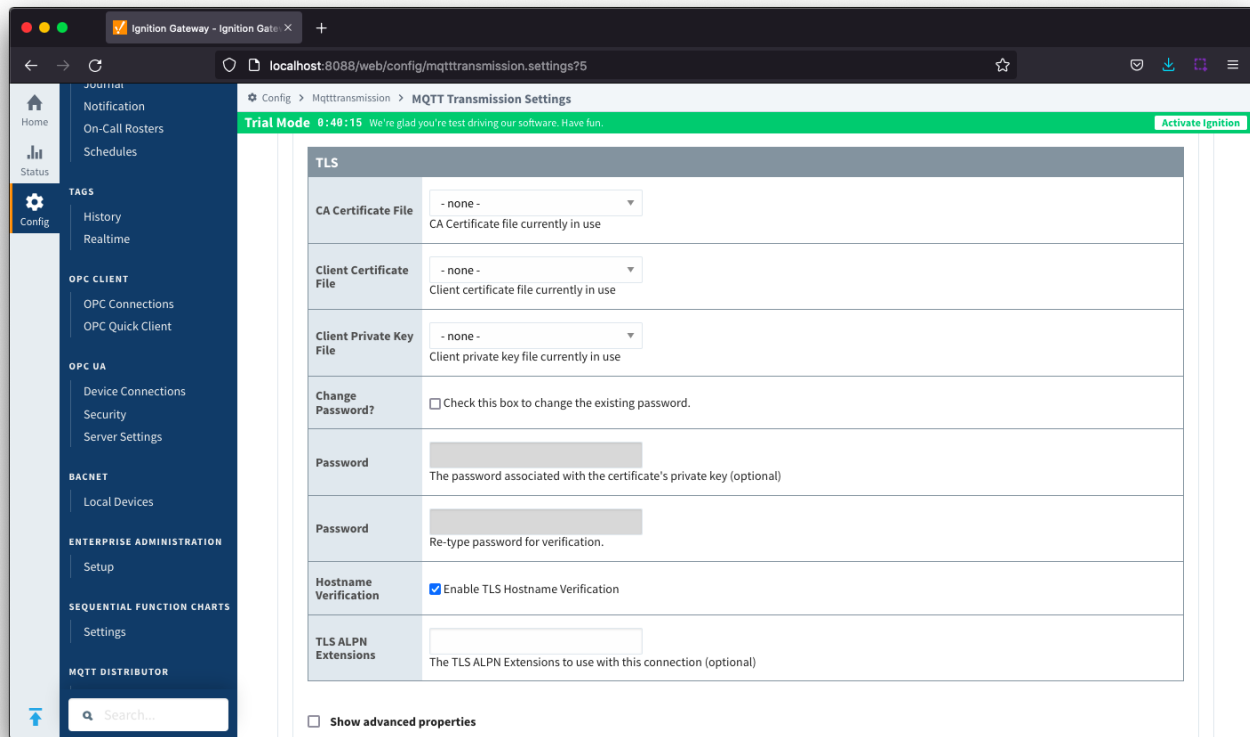 Ignition Gateway - Ignition Gate
localhost:8088/web/config/mqtttransmission.settings?5
Home
Status
Config
Journal
Notification
On-Call Rosters
Schedules
TAGS
History
Realtime
OPC CLIENT
OPC Connections
OPC Quick Client
OPC UA
Device Connections
Security
Server Settings
BACNET
Local Devices
ENTERPRISE ADMINISTRATION
Setup
SEQUENTIAL FUNCTION CHARTS
Settings
MQTT DISTRIBUTOR
Search...
Config > Mqtttransmission > MQTT Transmission Settings
Trial Mode 0:40:15 We're glad you're test driving our software. Have fun.
Activate Ignition
TLS
CA Certificate File
- none -
CA Certificate file currently in use
Client Certificate
File
- none -
Client certificate file currently in use
Client Private Key
File
- none -
Client private key file currently in use
Change
Password?
Check this box to change the existing password.
Password
The password associated with the certificate's private key (optional)
Password
Re-type password for verification.
Hostname
Verification
Enable TLS Hostname Verification
TLS ALPN
Extensions
The TLS ALPN Extensions to use with this connection (optional)
Show advanced properties